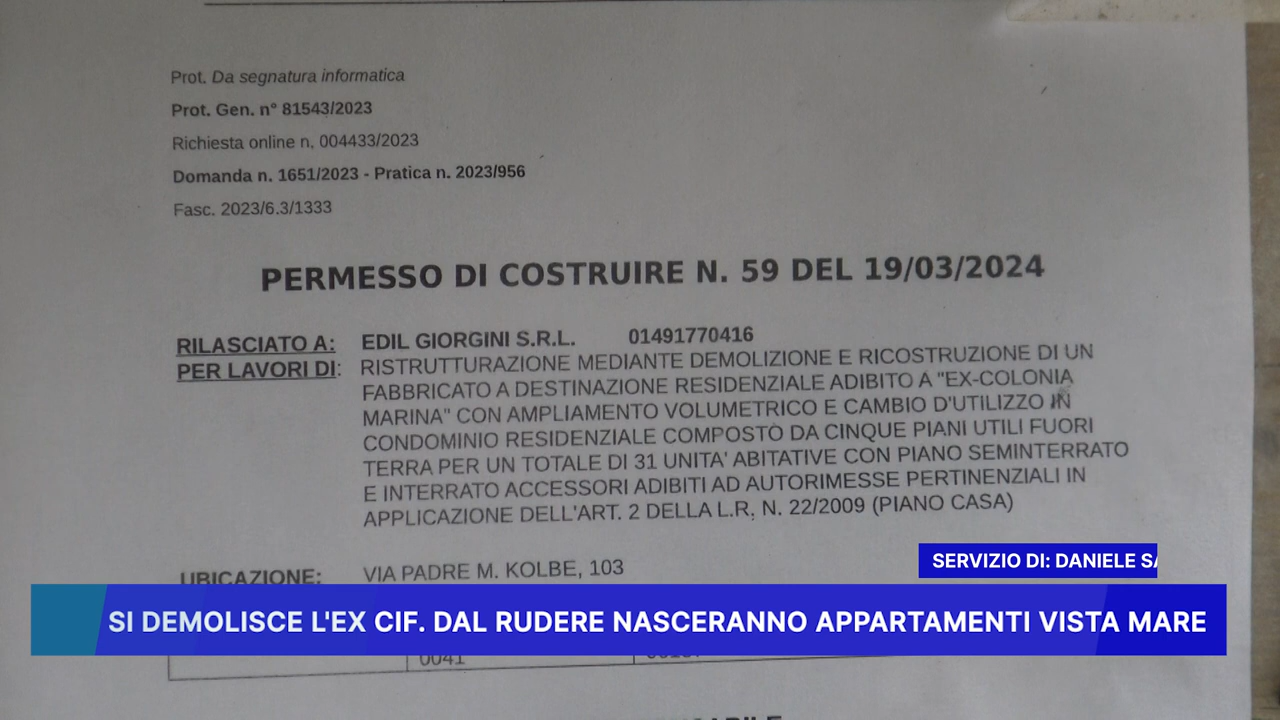 Prot. Da segnatura informatica
Prot. Gen. n° 81543/2023
Richiesta online n. 004433/2023
Domanda n. 1651/2023 - Pratica n. 2023/956
Fasc. 2023/6.3/1333
PERMESSO DI COSTRUIRE N. 59 DEL 19/03/2024
RILASCIATO A: EDIL GIORGINI S.R.L. 01491770416
PER LAVORI DI: RISTRUTTURAZIONE MEDIANTE DEMOLIZIONE E RICOSTRUZIONE DI UN
FABBRICATO A DESTINAZIONE RESIDENZIALE ADIBITO A "EX-COLONIA
MARINA" CON AMPLIAMENTO VOLUMETRICO E CAMBIO D'UTILIZZO IN
CONDOMINIO RESIDENZIALE COMPOSTO DA CINQUE PIANI UTILI FUORI
TERRA PER UN TOTALE DI 31 UNITA' ABITATIVE CON PIANO SEMINTERRATO
E INTERRATO ACCESSORI ADIBITI AD AUTORIMESSE PERTINENZIALI IN
APPLICAZIONE DELL'ART. 2 DELLA L.R. N. 22/2009 (PIANO CASA)
UBICAZIONE: VIA PADRE M. KOLBE, 103
SERVIZIO DI: DANIELE SA
SI DEMOLISCE L'EX CIF. DAL RUDERE NASCERANNO APPARTAMENTI VISTA MARE
0041